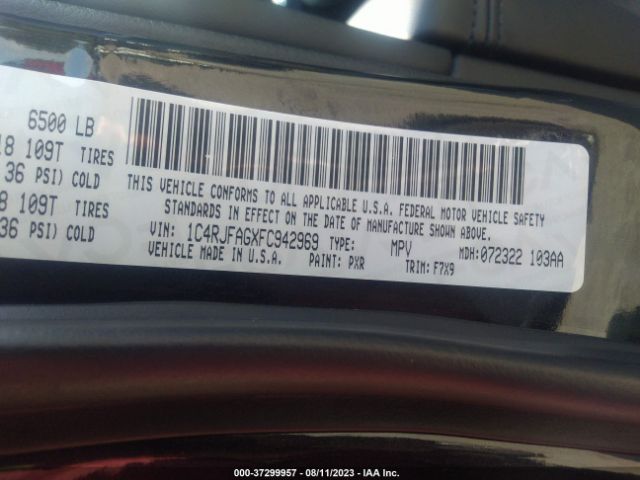 6500 LB
18 109T TIRES
36 PSI) COLD
8 109T TIRES
36 PSI) COLD
THIS VEHICLE CONFORMS TO ALL APPLICABLE U.S.A. FEDERAL MOTOR VEHICLE SAFETY
STANDARDS IN EFFECT ON THE DATE OF MANUFACTURE SHOWN ABOVE.
VIN: 1C4RJFAGXFC942969 TYPE: MPV MDH: 072322 103AA
VEHICLE MADE IN U.S.A. PAINT: PXR TRIM: F7X9
000-37299957 - 08/11/2023 - IAA Inc.